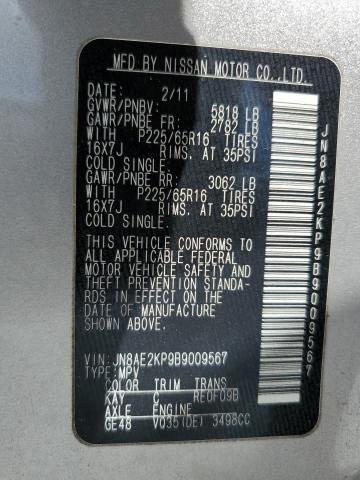 MFD BY NISSAN MOTOR CO.,LTD.
DATE: 2/11
GVWR/PNBV: 5818 LB
GAWR/PNBE FR: 2782 LB
WITH P225/65R16 TIRES
16X7J RIMS. AT 35PSI
COLD SINGLE
GAWR/PNBE RR: 3062 LB
WITH P225/65R16 TIRES
16X7J RIMS. AT 35PSI
COLD SINGLE.
THIS VEHICLE CONFORMS TO
ALL APPLICABLE FEDERAL
MOTOR VEHICLE SAFETY AND
THEFT PREVENTION STANDA-
RDS IN EFFECT ON THE
DATE OF MANUFACTURE
SHOWN ABOVE.
VIN: JN8AE2KP9B9009567
TYPE: MPV
COLOR TRIM TRANS
KAY C RE0F09B
AXLE ENGINE
GE48 VQ35(DE) 3498CC
JN8AE2KP9B9009567